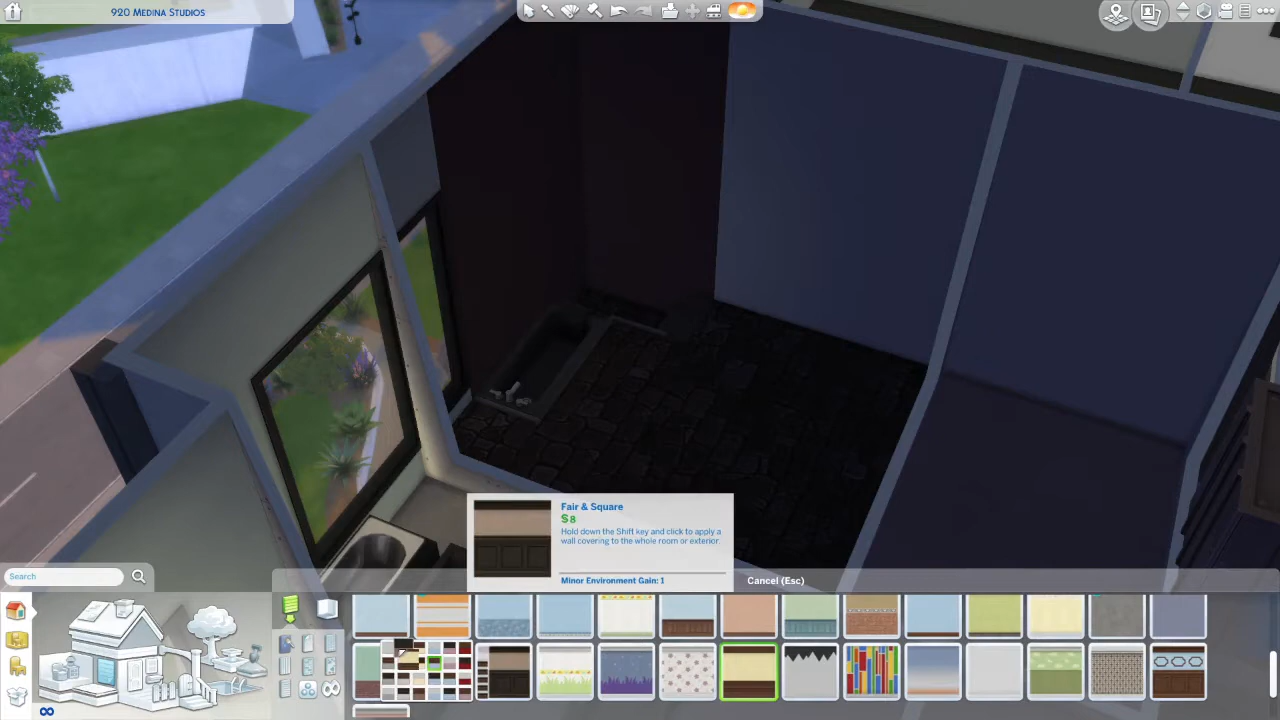 920 MEDINA STUDIOS
Fair & Square
$8
Hold down the Shift key and click to apply a
wall covering to the whole room or exterior.
Minor Environment Gain: 1
Search
Cancel (Esc)